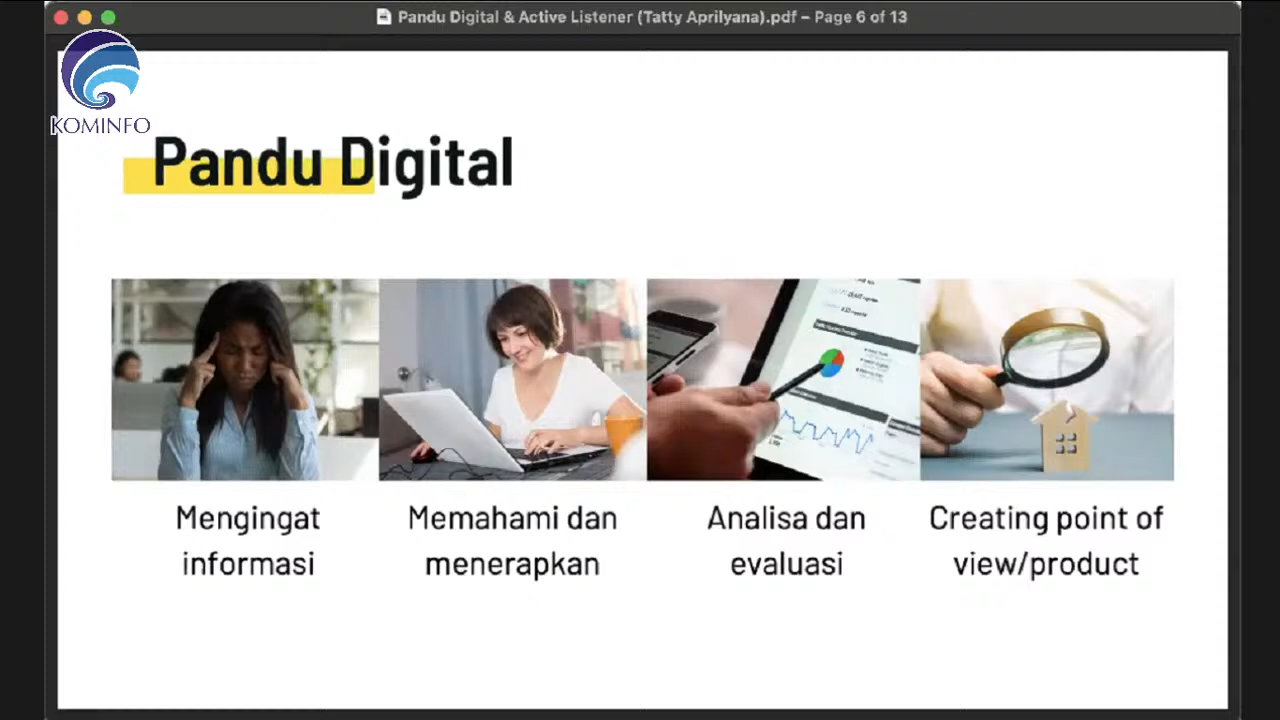 Pandu Digital & Active Listener (Tatty Aprilyana).pdf – Page 6 of 13
KOMINFO
Pandu Digital
Mengingat
informasi
Memahami dan
menerapkan
Analisa dan
evaluasi
Creating point of
view/product